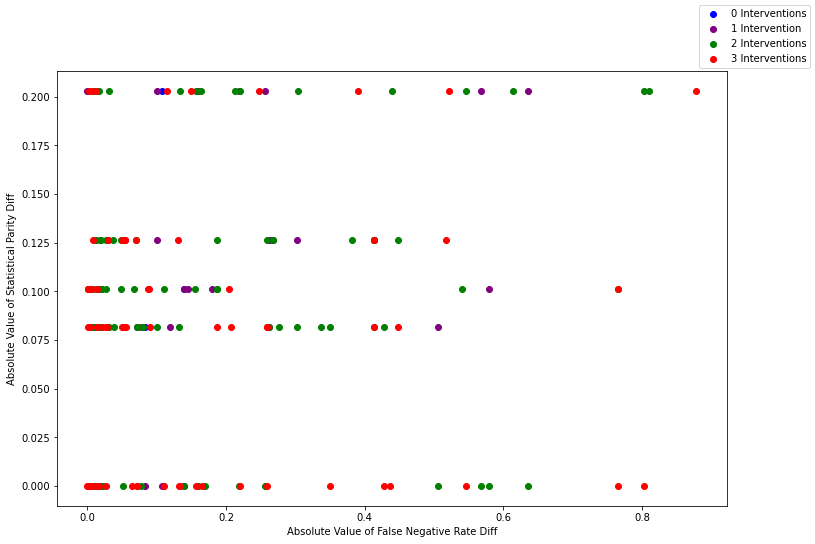 0 Interventions
1 Intervention
2 Interventions
3 Interventions
0.200
0.175
0.150
0.125
0.100
0.075
0.050
0.025
0.000
Absolute Value of Statistical Parity Diff
0.0 0.2 0.4 0.6 0.8
Absolute Value of False Negative Rate Diff